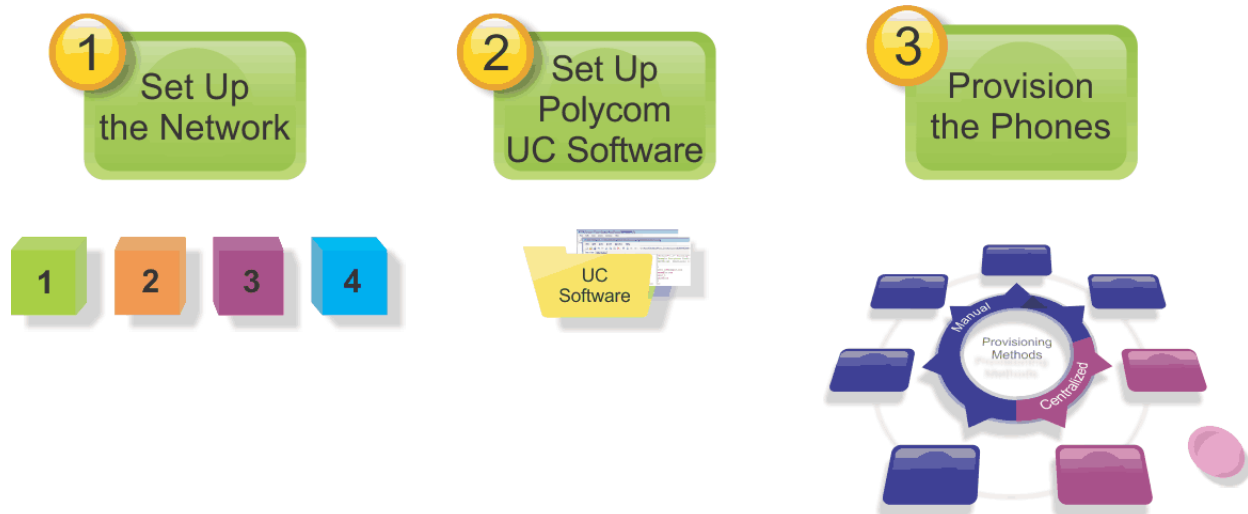 1
Set Up
the Network
2
Set Up
Polycom
UC Software
3
Provision
the Phones
1
2
3
4
UC
Software
Manual
Provisioning
Methods
Centralized